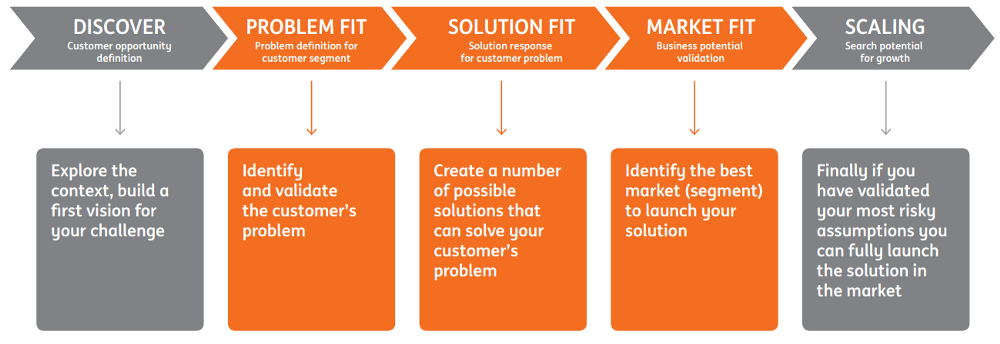 DISCOVER
Customer opportunity
definition
PROBLEM FIT
Problem definition for
customer segment
SOLUTION FIT
Solution response
for customer problem
MARKET FIT
Business potential
validation
SCALING
Search potential
for growth
Explore the
context, build a
first vision for
your challenge
Identify
and validate
the customer's
problem
Create a number
of possible
solutions that
can solve your
customer's
problem
Identify the best
market (segment)
to launch your
solution
Finally if you
have validated
your most risky
assumptions you
can fully launch
the solution in
the market